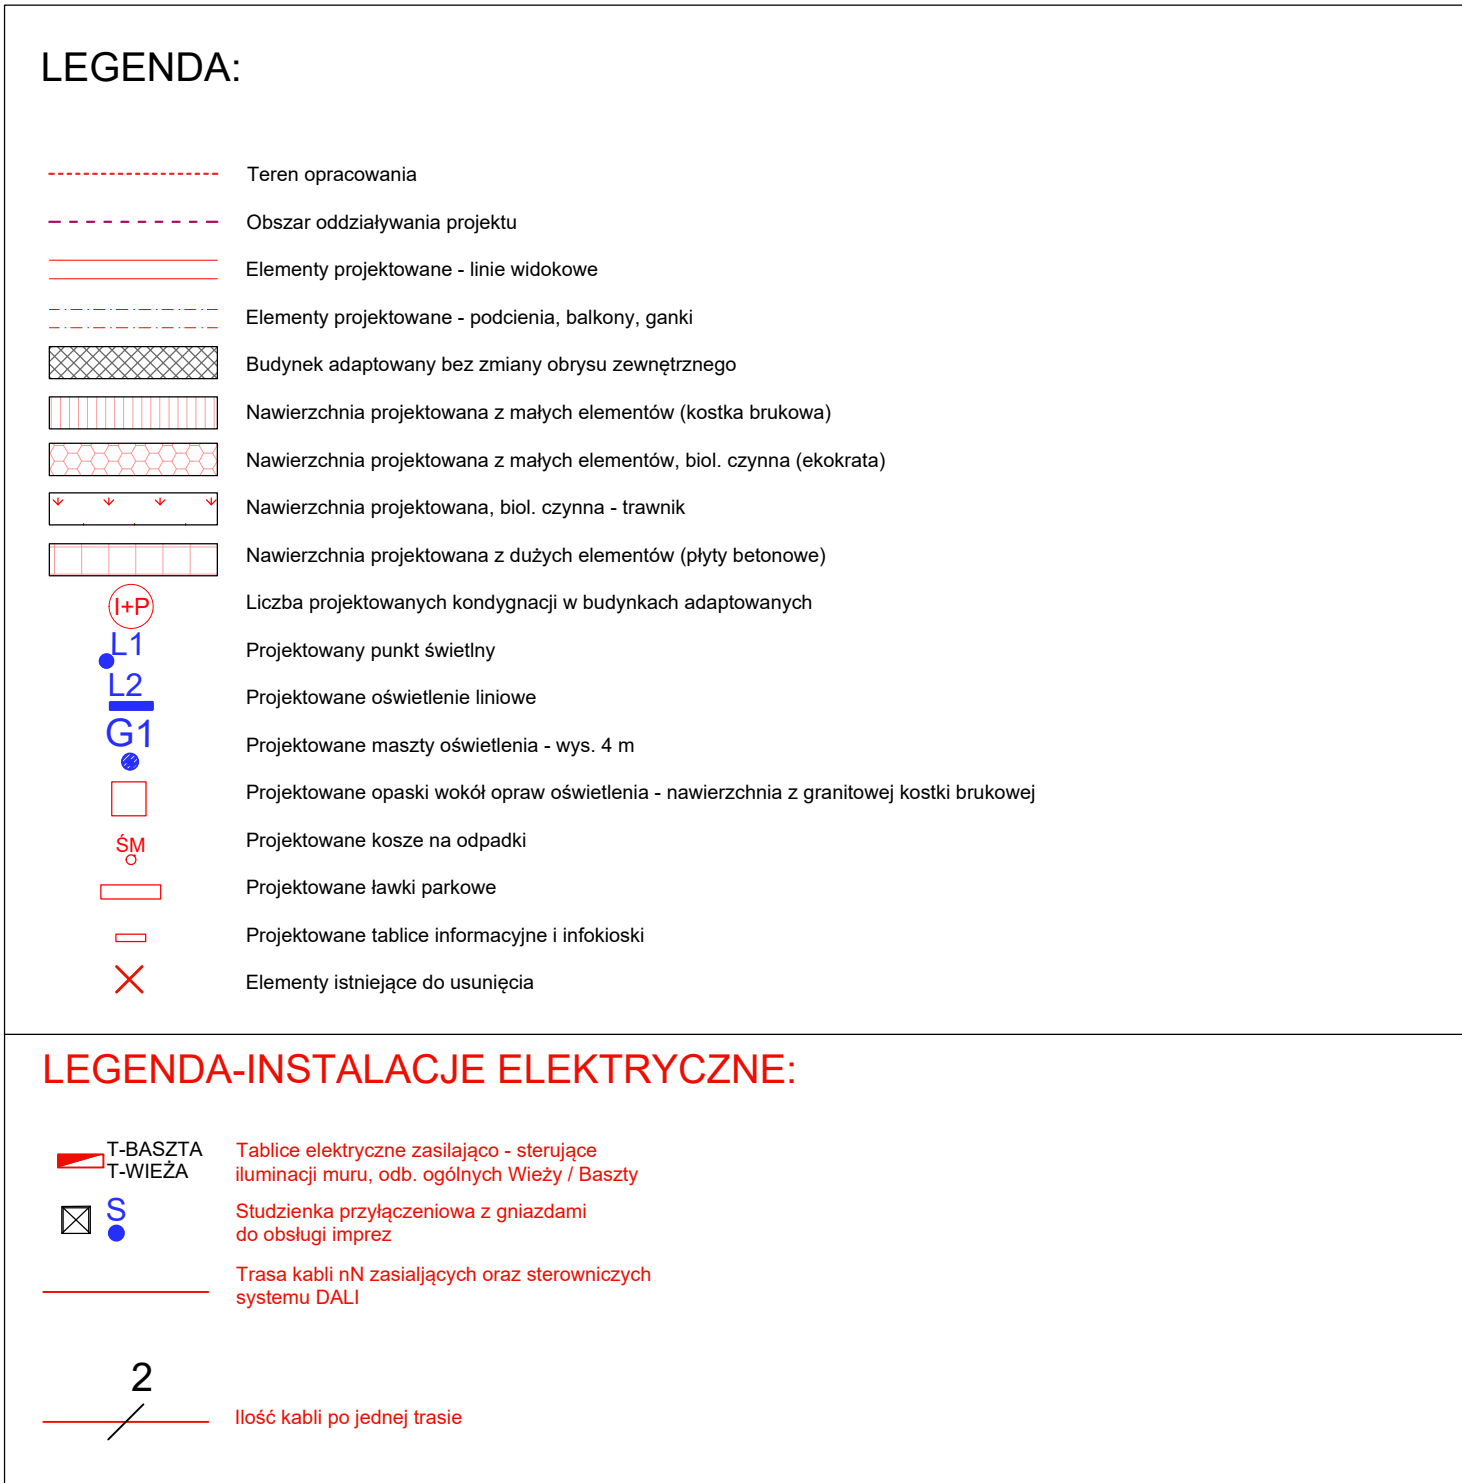 LEGENDA:
Teren opracowania
Obszar oddziaływania projektu
Elementy projektowane - linie widokowe
Elementy projektowane - podcienia, balkony, ganki
Budynek adaptowany bez zmiany obrysu zewnętrznego
Nawierzchnia projektowana z małych elementów (kostka brukowa)
Nawierzchnia projektowana z małych elementów, biol. czynna (ekokrata)
Nawierzchnia projektowana, biol. czynna - trawnik
Nawierzchnia projektowana z dużych elementów (płyty betonowe)
I+P Liczba projektowanych kondygnacji w budynkach adaptowanych
L1 Projektowany punkt świetlny
L2 Projektowane oświetlenie liniowe
G1 Projektowane maszty oświetlenia - wys. 4 m
Projektowane opaski wokół opraw oświetlenia - nawierzchnia z granitowej kostki brukowej
ŚM Projektowane kosze na odpadki
Projektowane ławki parkowe
Projektowane tablice informacyjne i infokioski
Elementy istniejące do usunięcia
LEGENDA-INSTALACJE ELEKTRYCZNE:
T-BASZTA Tablice elektryczne zasilająco - sterujące
T-WIEŻA iluminacji muru, odb. ogólnych Wieży / Baszty
S Studzienka przyłączeniowa z gniazdami
do obsługi imprez
Trasa kabli nN zasialjących oraz sterowniczych
systemu DALI
2
Ilość kabli po jednej trasie